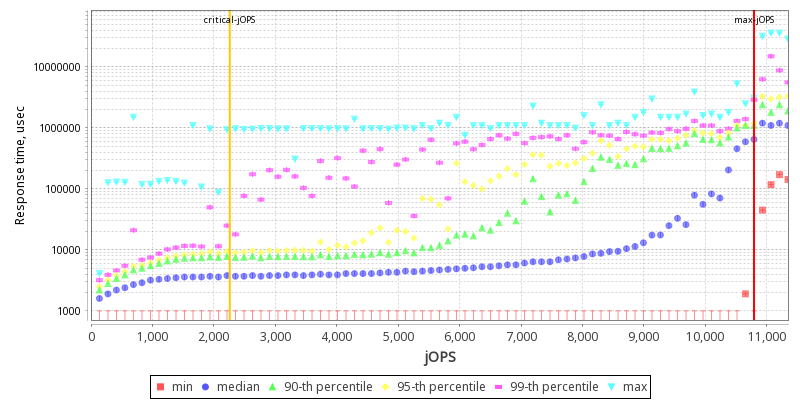 critical-jOPS max-jOPS
10000000
1000000
100000
10000
1000
Response time, usec
0 1,000 2,000 3,000 4,000 5,000 6,000 7,000 8,000 9,000 10,000 11,000
jOPS
min median 90-th percentile 95-th percentile 99-th percentile max